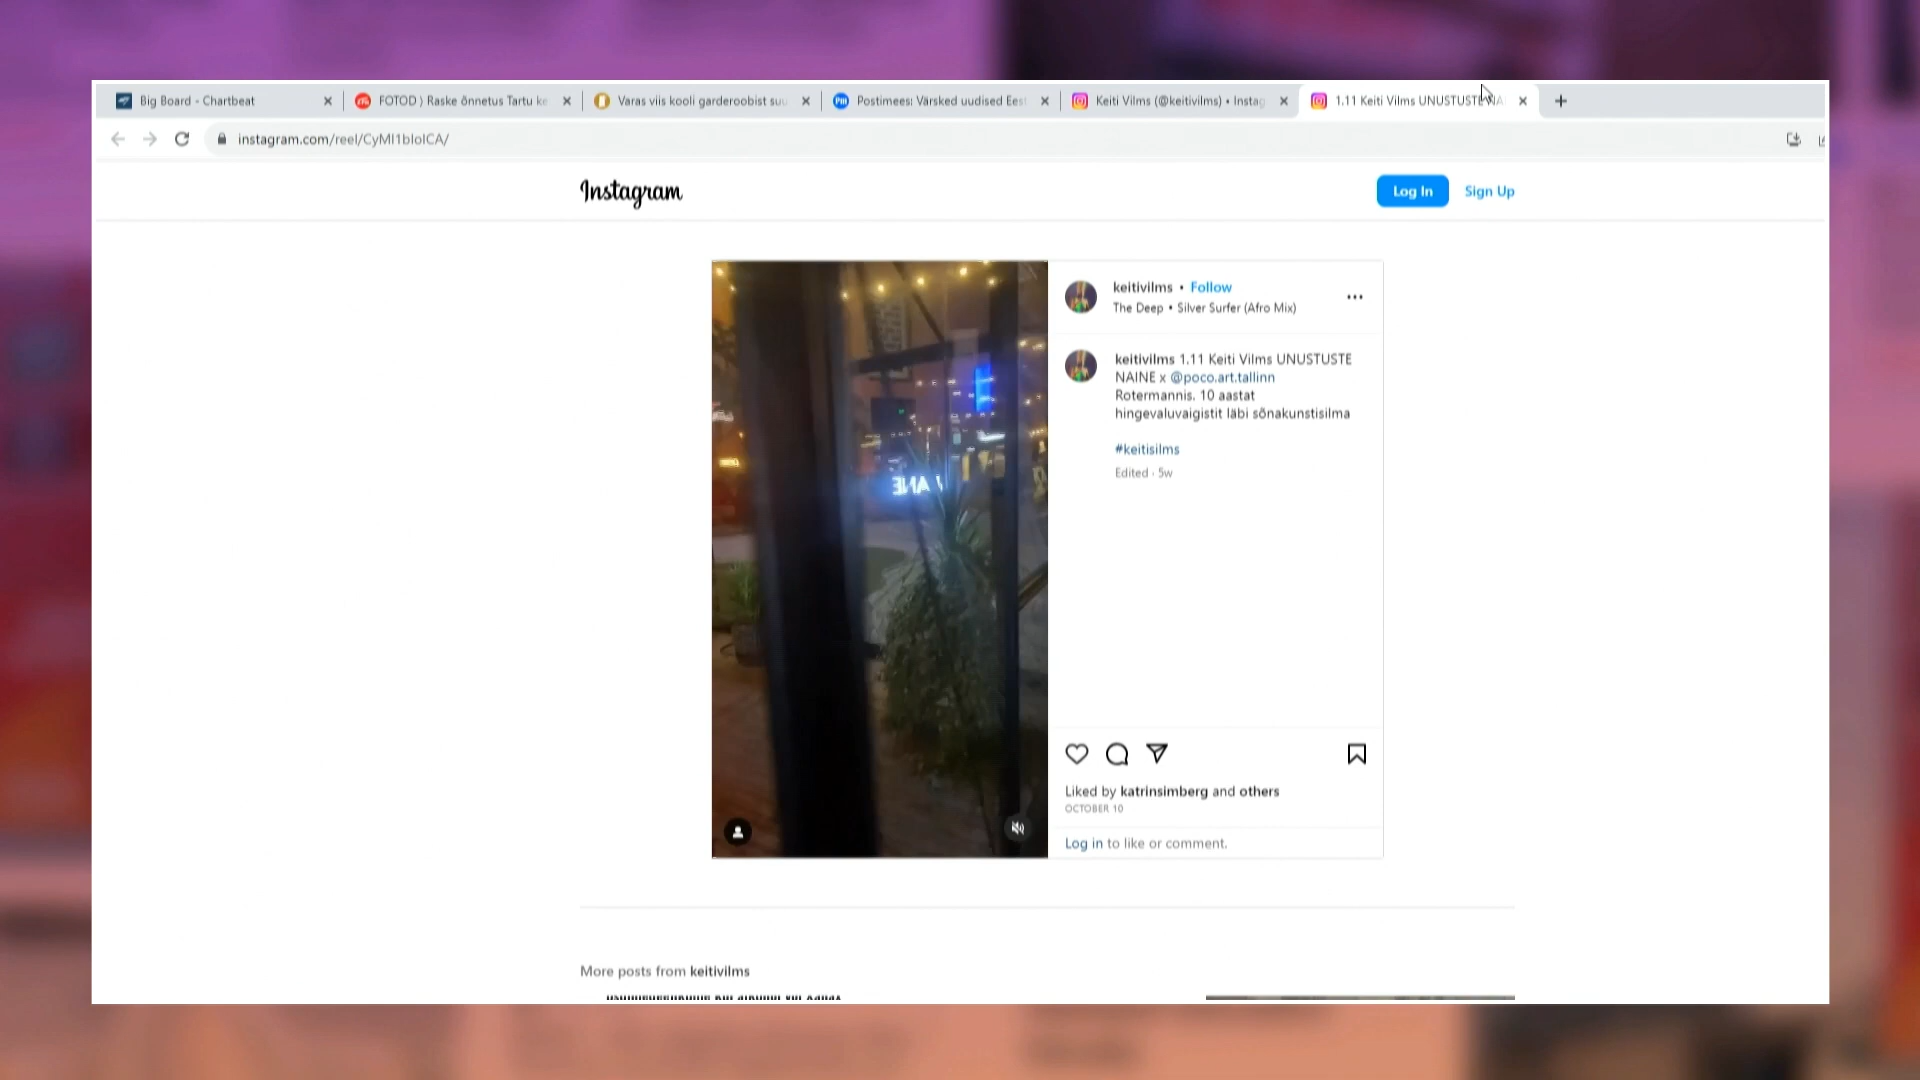 Big Board - Chartbeat
FOTOD ) Raske õnnetus Tartu ke
Varas viis kooli garderoobist suu
PM
Postimees: Värsked uudised Eest
Keiti Vilms (@keitivilms) • Instag
1.11 Keiti Vilms UNUSTUSTE NA
instagram.com/reel/CyMl1bIoICA/
Instagram
Log In
Sign Up
keitivilms • Follow
The Deep • Silver Surfer (Afro Mix)
keitivilms 1.11 Keiti Vilms UNUSTUSTE
NAINE x @poco.art.tallinn
Rotermannis. 10 aastat
hingevaluvaigistit läbi sõnakunstisilma
#keitisilms
Edited · 5w
Liked by katrinsimberg and others
OCTOBER 10
Log in to like or comment.
More posts from keitivilms